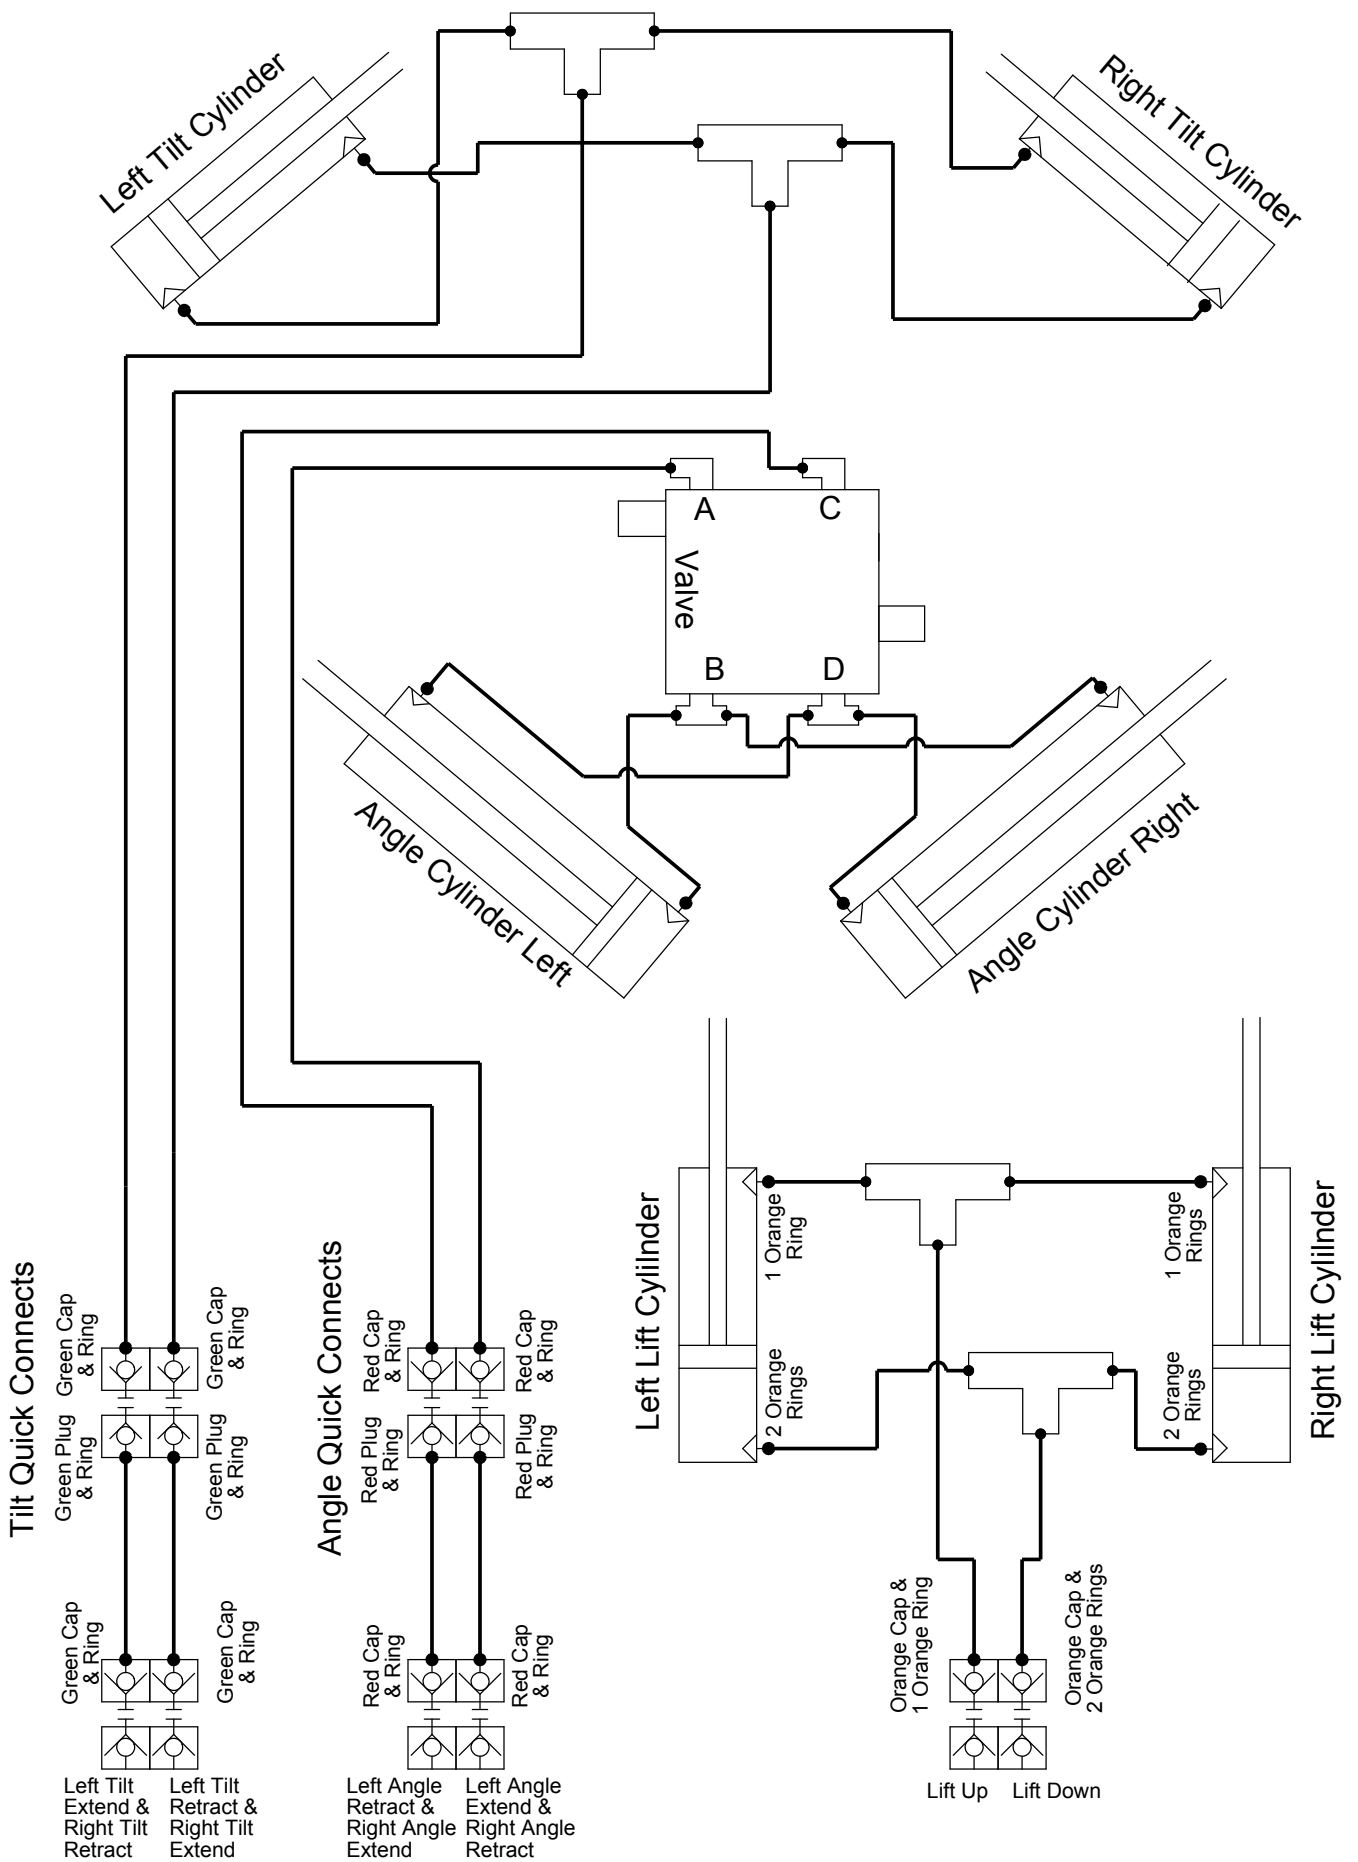 Left Tilt Cylinder
Right Tilt Cylinder
A
C
Valve
B
D
Angle Cylinder Left
Angle Cylinder Right
Left Lift Cylilnder
1 Orange
Ring
1 Orange
Rings
2 Orange
Rings
2 Orange
Rings
Right Lift Cylilnder
Tilt Quick Connects
Green Cap
& Ring
Green Cap
& Ring
Green Plug
& Ring
Green Plug
& Ring
Green Cap
& Ring
Green Cap
& Ring
Angle Quick Connects
Red Cap
& Ring
Red Cap
& Ring
Red Plug
& Ring
Red Plug
& Ring
Red Cap
& Ring
Red Cap
& Ring
Orange Cap &
1 Orange Ring
Orange Cap &
2 Orange Rings
Left Tilt
Extend &
Right Tilt
Retract
Left Tilt
Retract &
Right Tilt
Extend
Left Angle
Retract &
Right Angle
Extend
Left Angle
Extend &
Right Angle
Retract
Lift Up
Lift Down